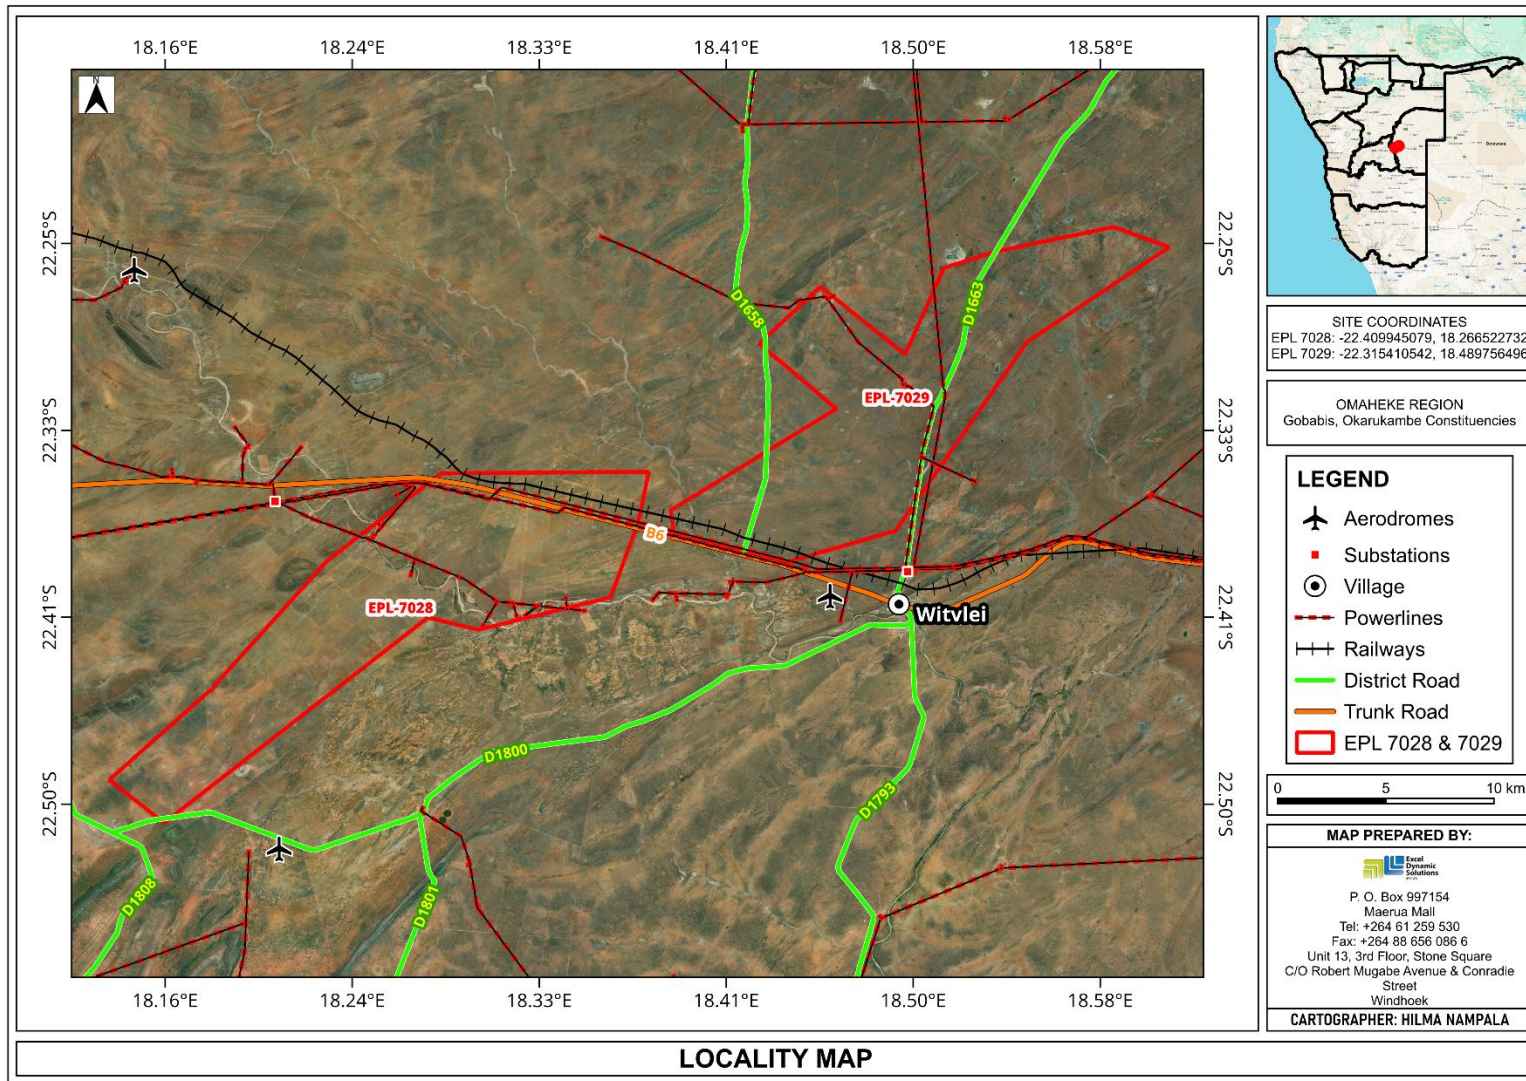 18.16°E 18.24°E 18.33°E 18.41°E 18.50°E 18.58°E
N
22.25°S
22.33°S
22.41°S
22.50°S
22.25°S
22.33°S
22.41°S
22.50°S
D1658
D1663
EPL-7029
B6
EPL-7028
Witvlei
D1800
D1793
D1808
D1801
18.16°E 18.24°E 18.33°E 18.41°E 18.50°E 18.58°E
SITE COORDINATES
EPL 7028: -22.409945079, 18.266522732
EPL 7029: -22.315410542, 18.489756496
OMAHEKE REGION
Gobabis, Okarukambe Constituencies
LEGEND
Aerodromes
Substations
Village
Powerlines
Railways
District Road
Trunk Road
EPL 7028 & 7029
0 5 10 km
MAP PREPARED BY:
Excel
Dynamic
Solutions
P. O. Box 997154
Maerua Mall
Tel: +264 61 259 530
Fax: +264 88 656 086 6
Unit 13, 3rd Floor, Stone Square
C/O Robert Mugabe Avenue & Conradie
Street
Windhoek
CARTOGRAPHER: HILMA NAMPALA
LOCALITY MAP